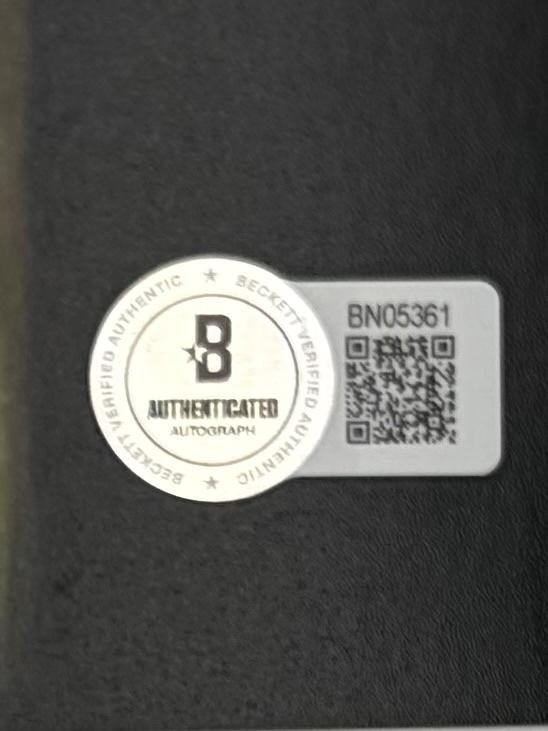 ★ BECKETT VERIFIED AUTHENTIC ★ BECKETT VERIFIED AUTHENTIC
B
AUTHENTICATED
AUTOGRAPH
BN05361